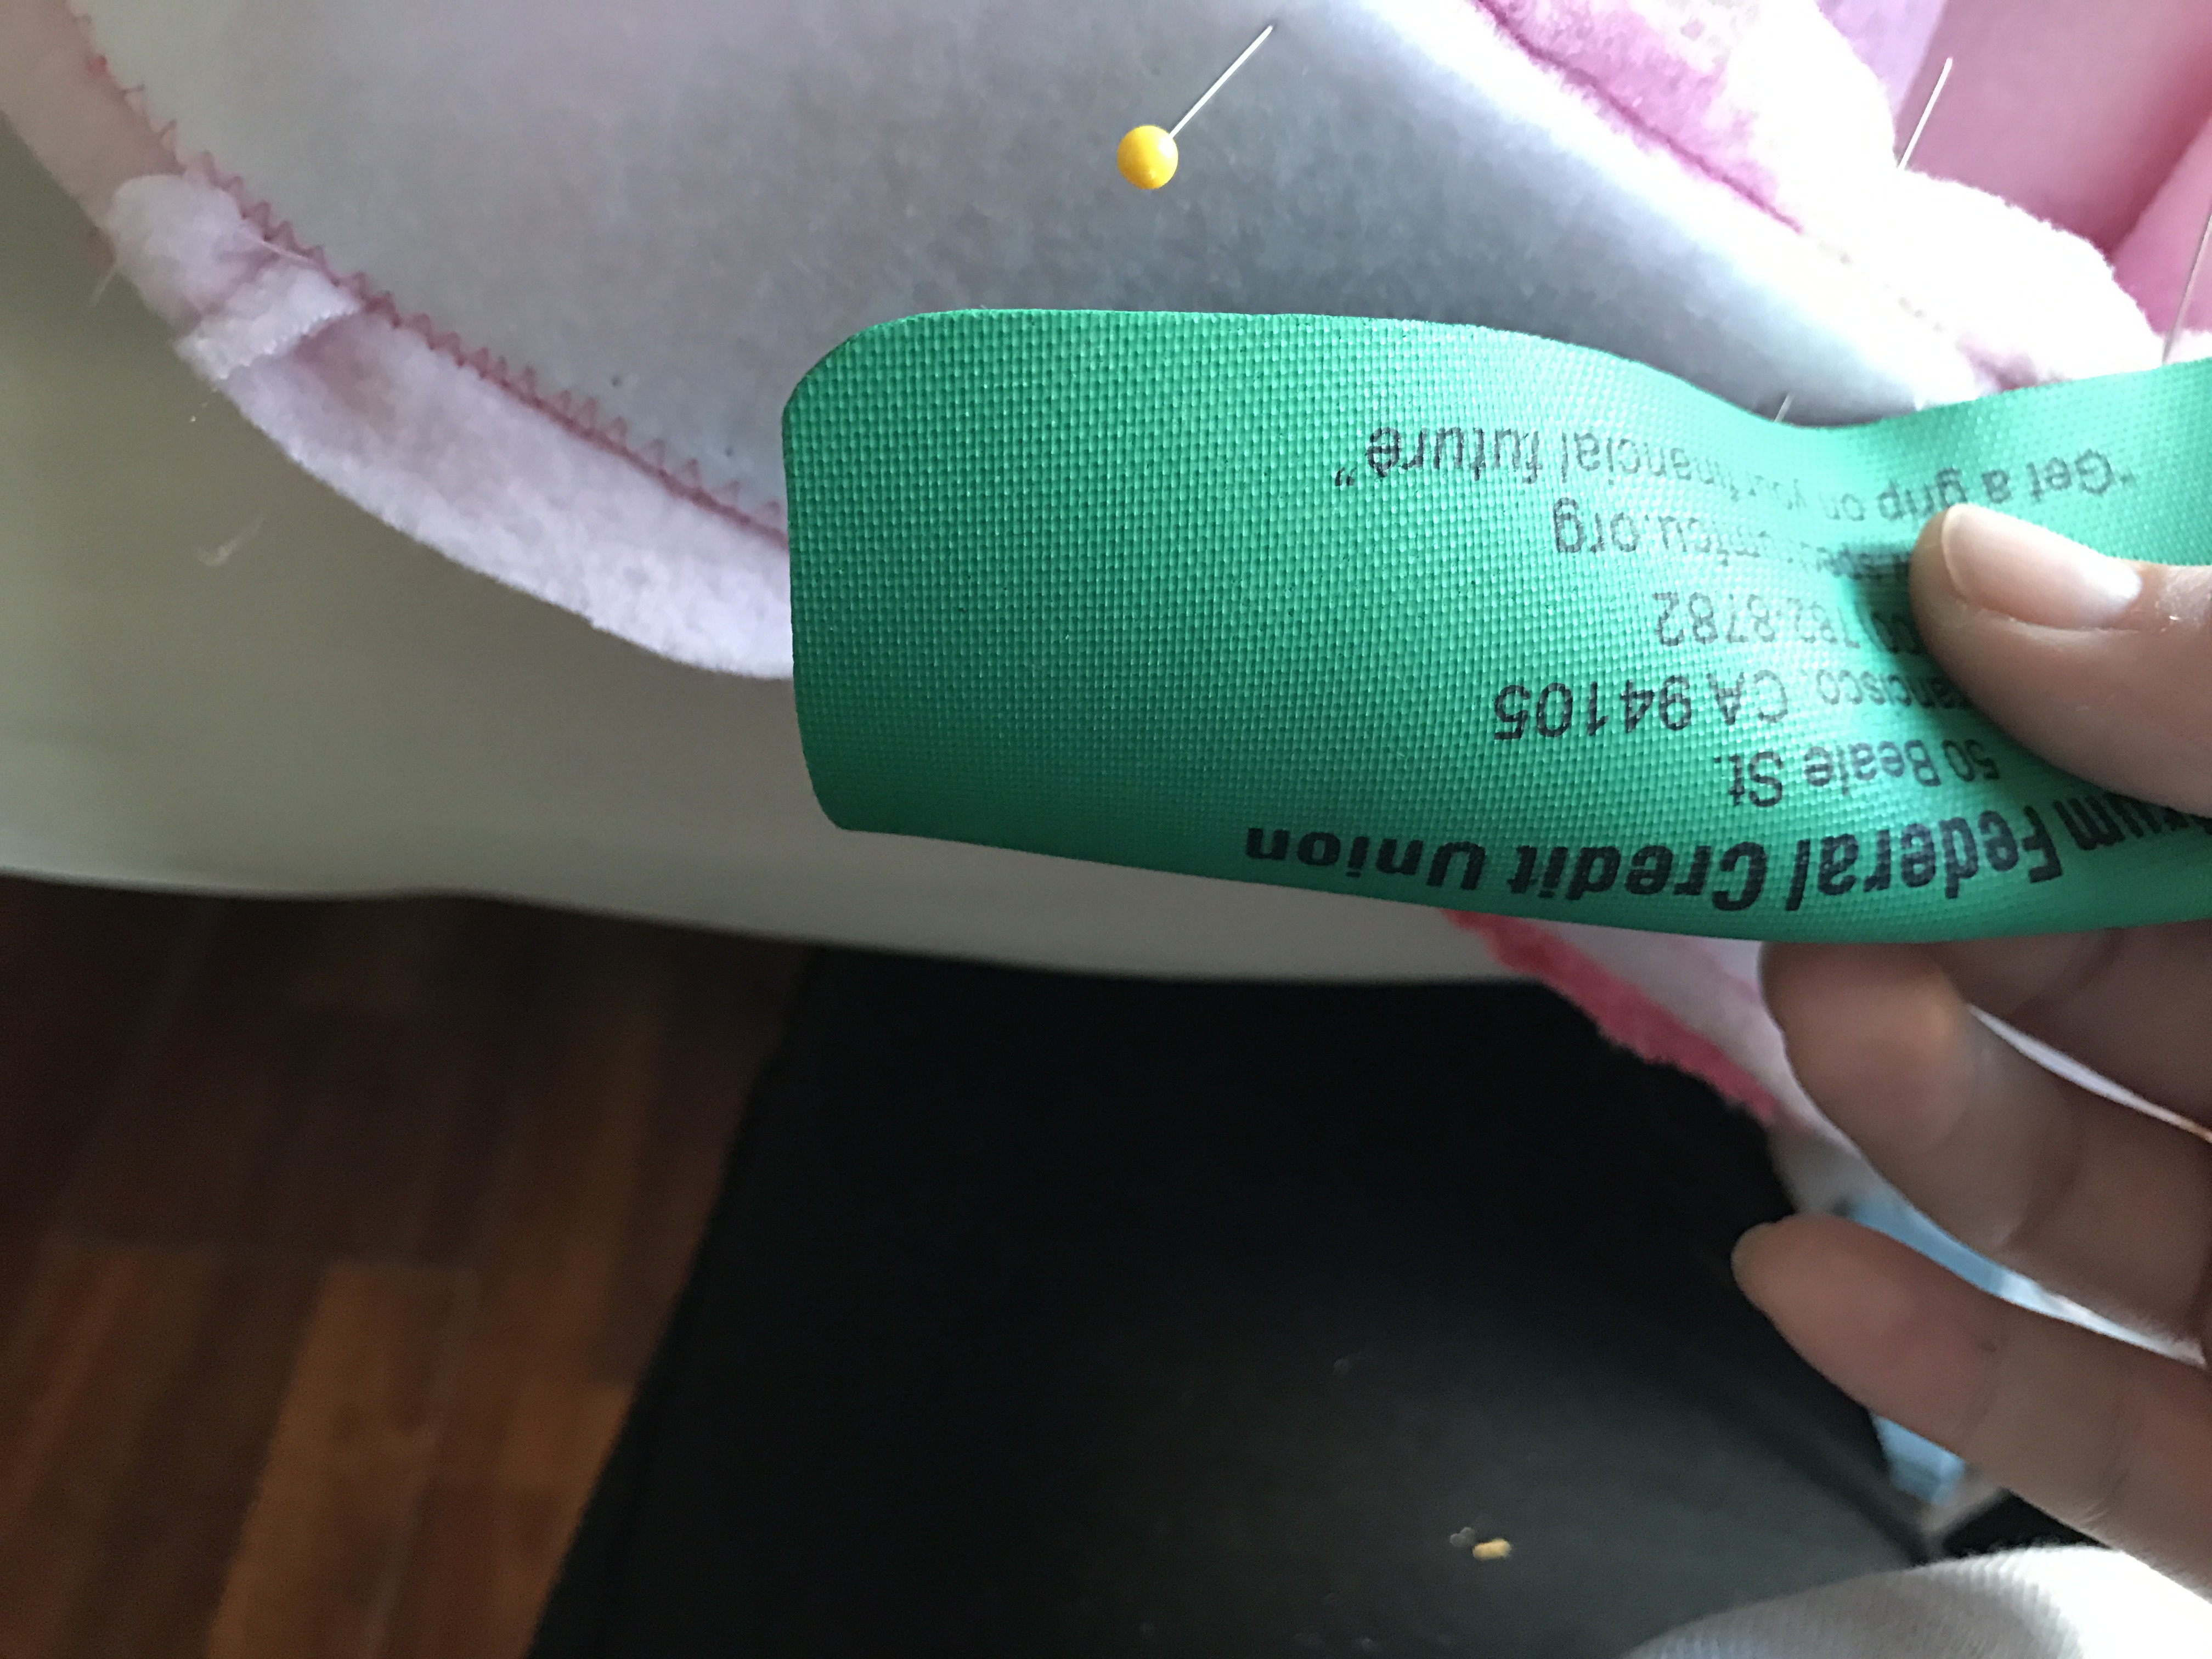 Federal Credit Union
50 Beale St.
CA 94105
782-8782
.org
"Get a grip on your financial future"